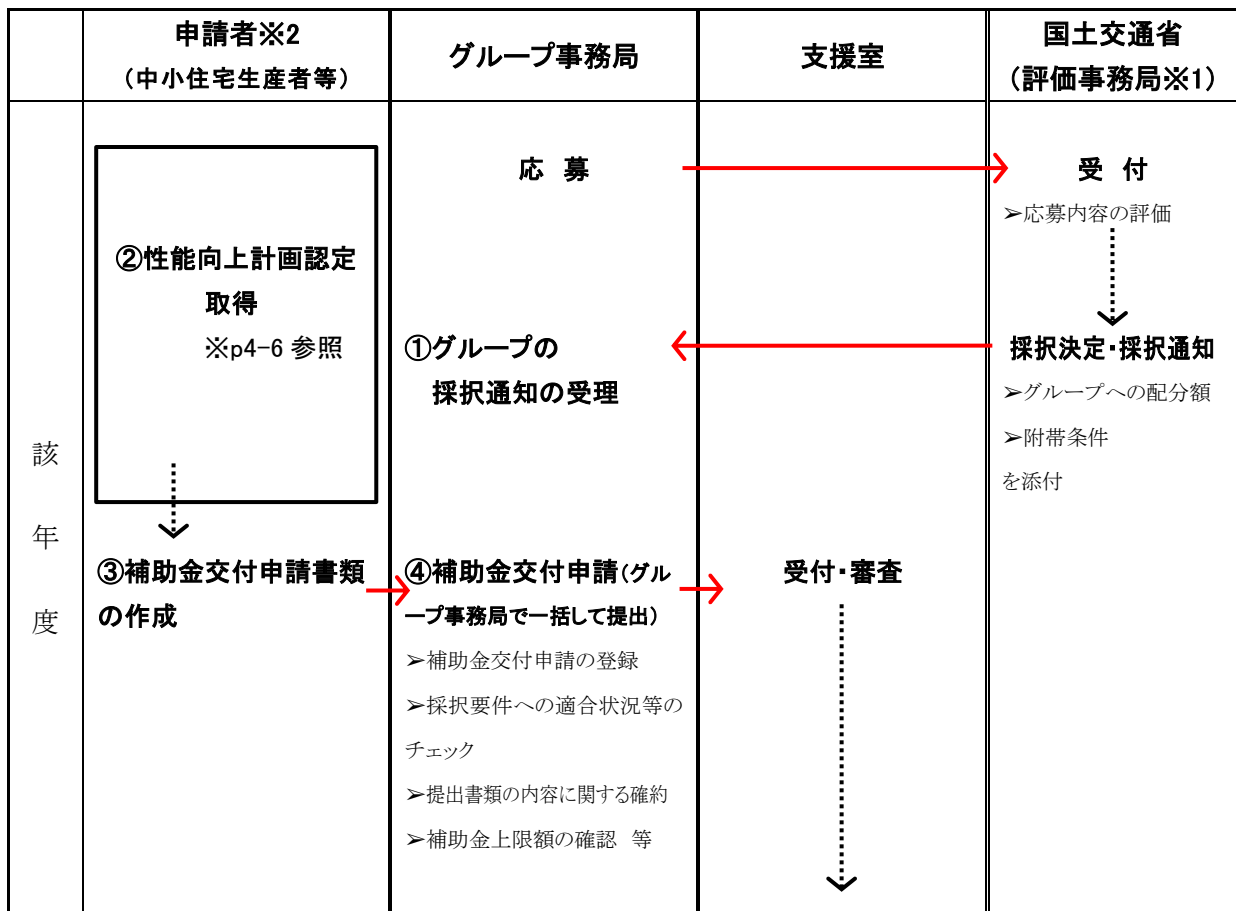 申請者※2
(中小住宅生産者等)
グループ事務局
支援室
国土交通省
(評価事務局※1)
該
年
度
応 募
受 付
➢応募内容の評価
②性能向上計画認定
取得
※p4-6 参照
①グループの
採択通知の受理
採択決定・採択通知
➢グループへの配分額
➢附帯条件
を添付
③補助金交付申請書類
の作成
④補助金交付申請(グル
ープ事務局で一括して提出)
➢補助金交付申請の登録
➢採択要件への適合状況等の
チェック
➢提出書類の内容に関する確約
➢補助金上限額の確認 等
受付・審査